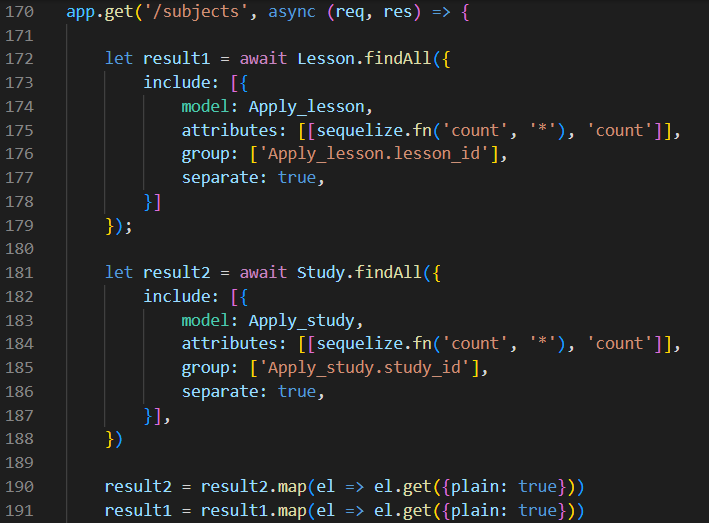 170 app.get('/subjects', async (req, res) => {
171
172 let result1 = await Lesson.findAll({
173 include: [{
174 model: Apply_lesson,
175 attributes: [[sequelize.fn('count', '*'), 'count']],
176 group: ['Apply_lesson.lesson_id'],
177 separate: true,
178 }]
179 });
180
181 let result2 = await Study.findAll({
182 include: [{
183 model: Apply_study,
184 attributes: [[sequelize.fn('count', '*'), 'count']],
185 group: ['Apply_study.study_id'],
186 separate: true,
187 }],
188 })
189
190 result2 = result2.map(el => el.get({plain: true}))
191 result1 = result1.map(el => el.get({plain: true}))